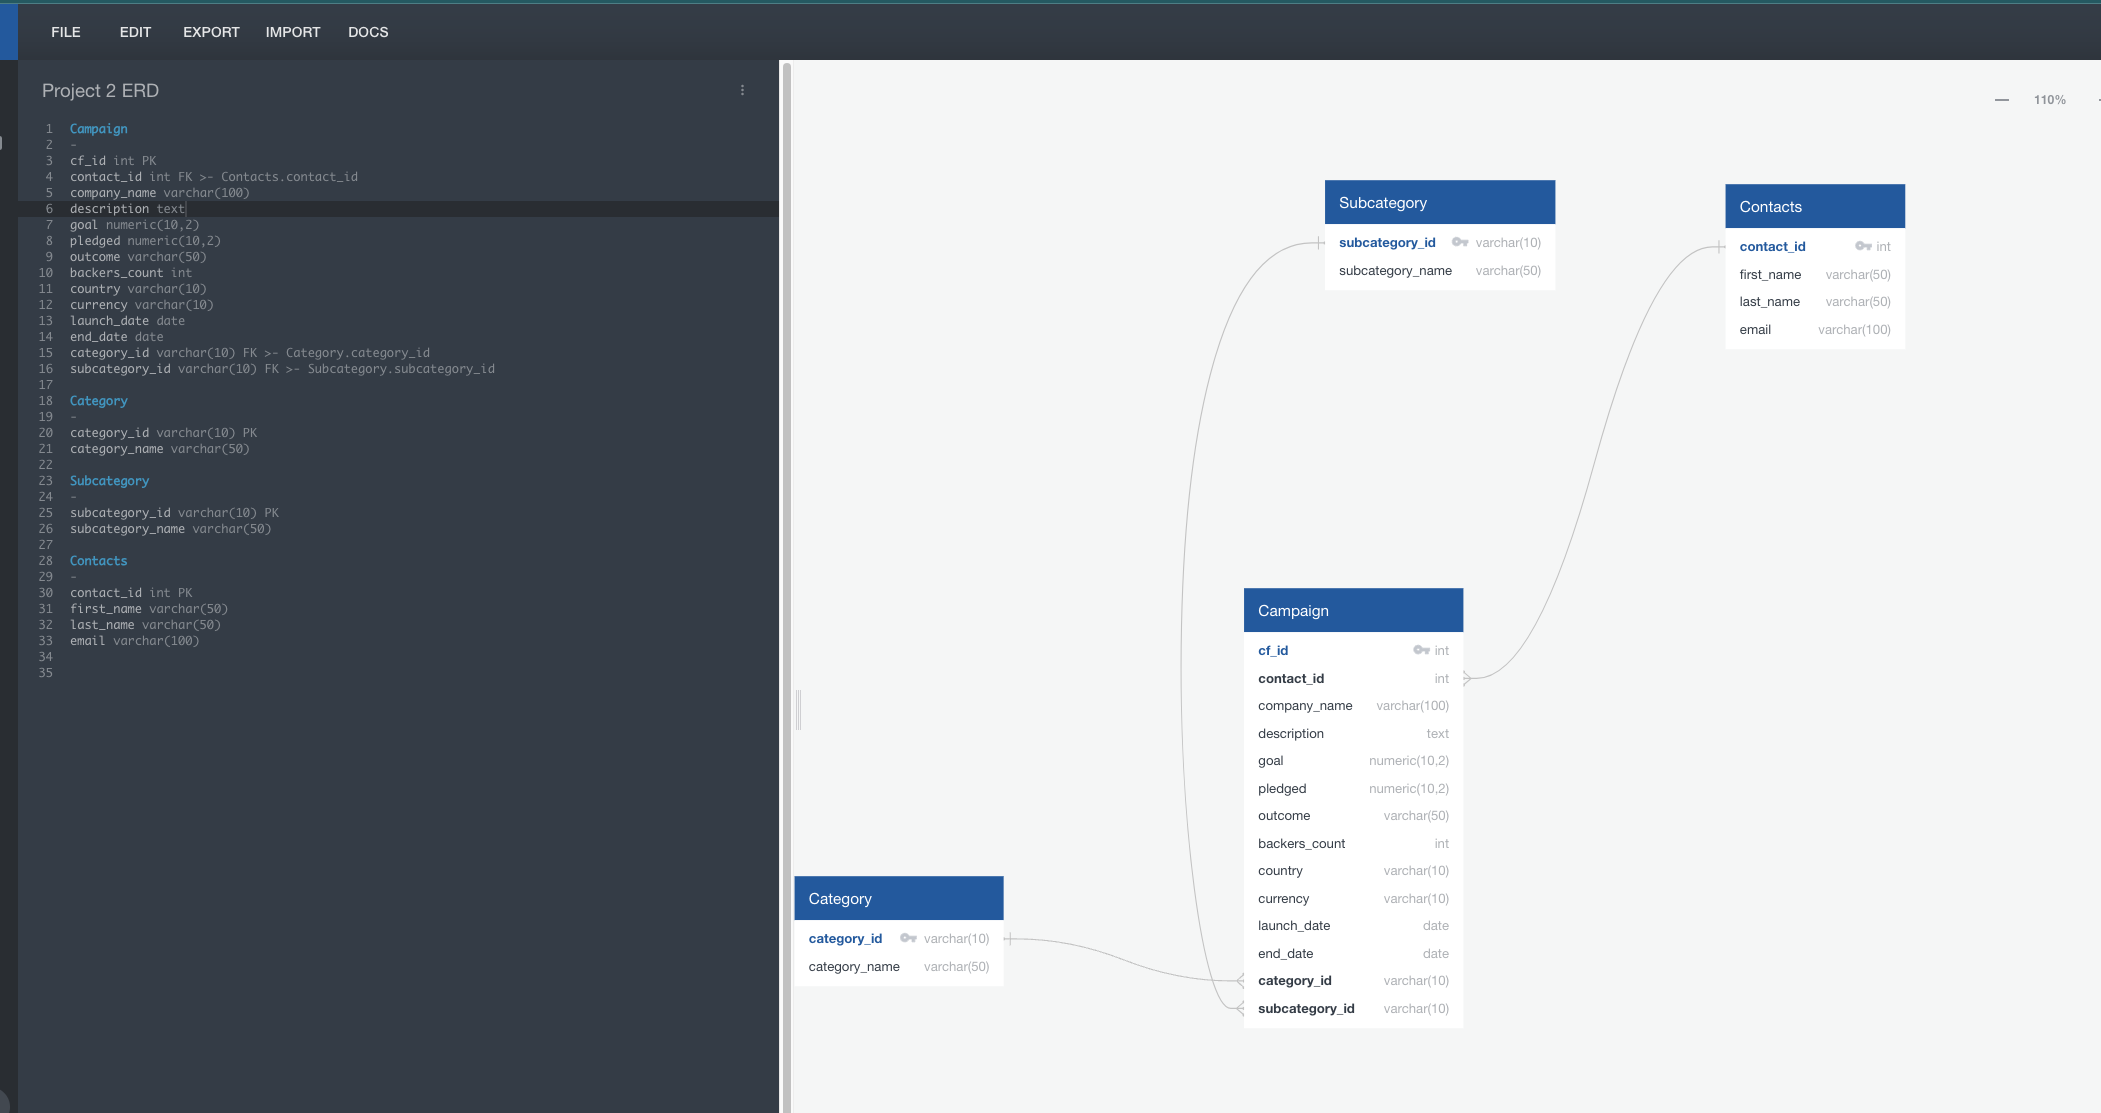 FILE EDIT EXPORT IMPORT DOCS
Project 2 ERD
1 Campaign
2 -
3 cf_id int PK
4 contact_id int FK >- Contacts.contact_id
5 company_name varchar(100)
6 description text
7 goal numeric(10,2)
8 pledged numeric(10,2)
9 outcome varchar(50)
10 backers_count int
11 country varchar(10)
12 currency varchar(10)
13 launch_date date
14 end_date date
15 category_id varchar(10) FK >- Category.category_id
16 subcategory_id varchar(10) FK >- Subcategory.subcategory_id
17
18 Category
19 -
20 category_id varchar(10) PK
21 category_name varchar(50)
22
23 Subcategory
24 -
25 subcategory_id varchar(10) PK
26 subcategory_name varchar(50)
27
28 Contacts
29 -
30 contact_id int PK
31 first_name varchar(50)
32 last_name varchar(50)
33 email varchar(100)
34
35
110%
Subcategory
subcategory_id varchar(10)
subcategory_name varchar(50)
Contacts
contact_id int
first_name varchar(50)
last_name varchar(50)
email varchar(100)
Campaign
cf_id int
contact_id int
company_name varchar(100)
description text
goal numeric(10,2)
pledged numeric(10,2)
outcome varchar(50)
backers_count int
country varchar(10)
currency varchar(10)
launch_date date
end_date date
category_id varchar(10)
subcategory_id varchar(10)
Category
category_id varchar(10)
category_name varchar(50)